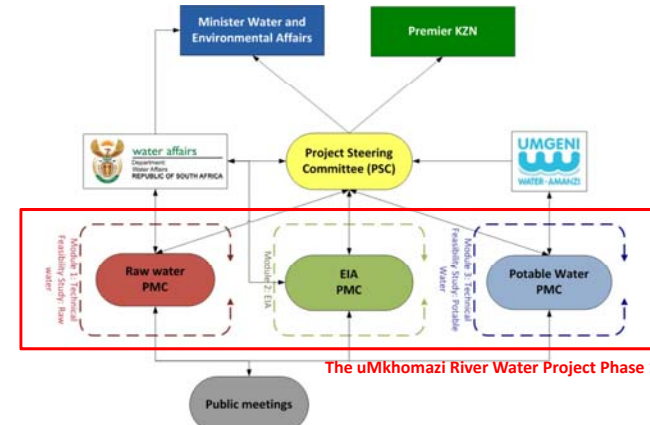 Minister Water and
Environmental Affairs
Premier KZN
water affairs
Department:
Water Affairs
REPUBLIC OF SOUTH AFRICA
Project Steering
Committee (PSC)
UMGENI
WATER • AMANZI
Module 1: Technical
Feasibility Study: Raw
water
Raw water
PMC
Module 2: EIA
EIA
PMC
Module 3: Technical
Feasibility Study: Potable
Water
Potable Water
PMC
The uMkhomazi River Water Project Phase
Public meetings